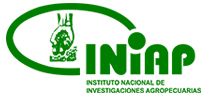 INiAP
INSTITUTO NACIONAL DE
INVESTIGACIONES AGROPECUARIAS